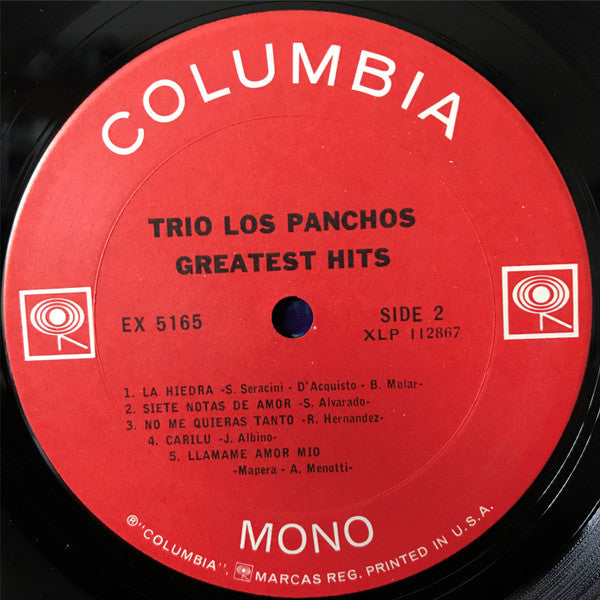 COLUMBIA
TRIO LOS PANCHOS
GREATEST HITS
EX 5165
SIDE 2
XLP 112867
1. LA HIEDRA -S. Seracini - D'Acquisto - B. Molar-
2. SIETE NOTAS DE AMOR -S. Alvarado-
3. NO ME QUIERAS TANTO -R. Hernandez-
4. CARILU -J. Albino-
5. LLAMAME AMOR MIO
-Mapera - A. Menotti-
MONO
®"COLUMBIA", MARCAS REG. PRINTED IN U.S.A.